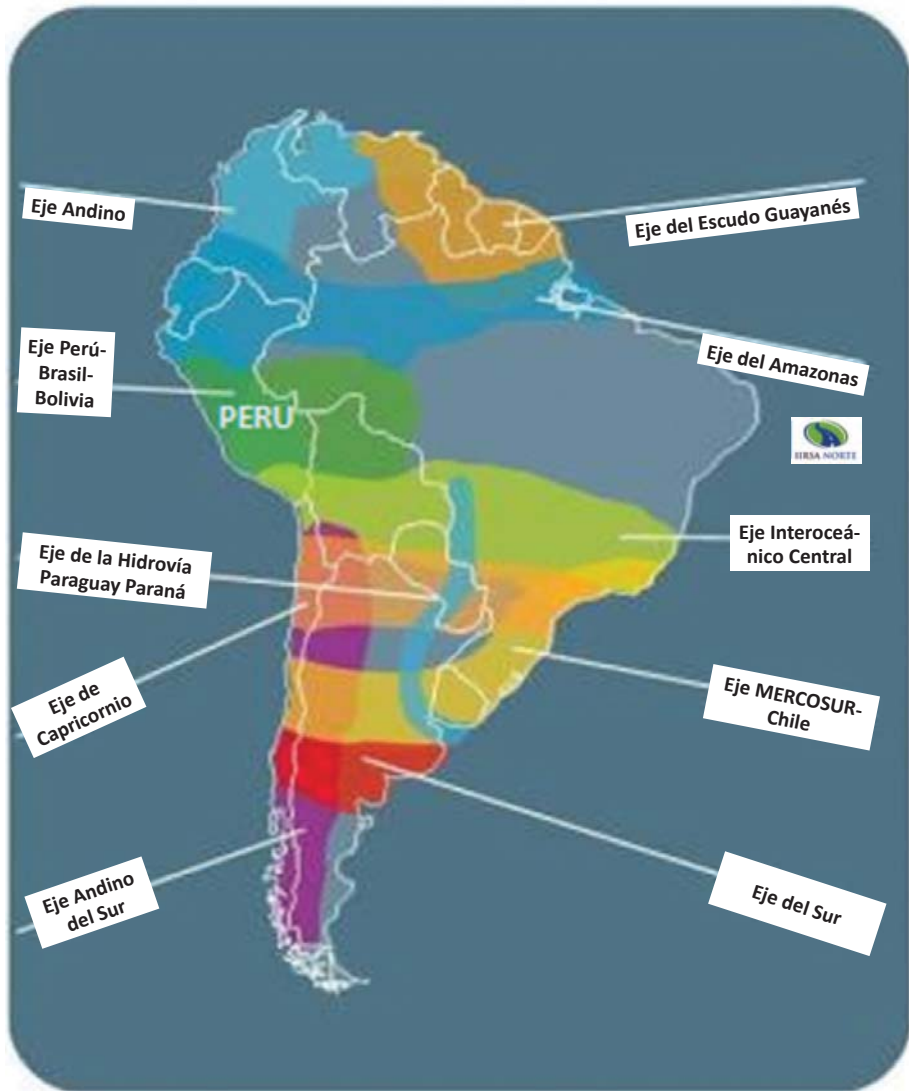 Eje Andino
Eje del Escudo Guayanés
Eje Perú-
Brasil-
Bolivia
Eje del Amazonas
PERU
IIRSA NORTE
Eje Interoceá-
nico Central
Eje de la Hidrovía
Paraguay Paraná
Eje de
Capricornio
Eje MERCOSUR-
Chile
Eje Andino
del Sur
Eje del Sur